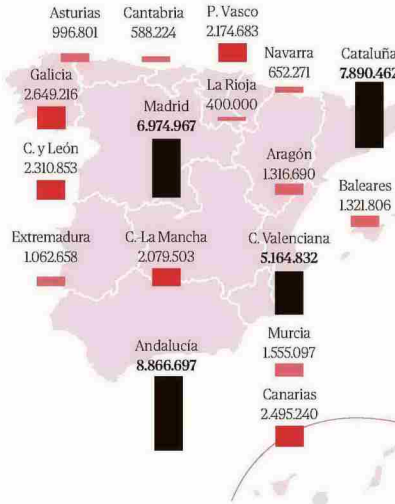 Asturias
996.801
Cantabria
588.224
P. Vasco
2.174.683
Navarra
652.271
Cataluña
7.890.462
Galicia
2.649.216
Madrid
6.974.967
La Rioja
400.000
C. y León
2.310.853
Aragón
1.316.690
Baleares
1.321.806
Extremadura
1.062.658
C.-La Mancha
2.079.503
C. Valenciana
5.164.832
Andalucía
8.866.697
Murcia
1.555.097
Canarias
2.495.240